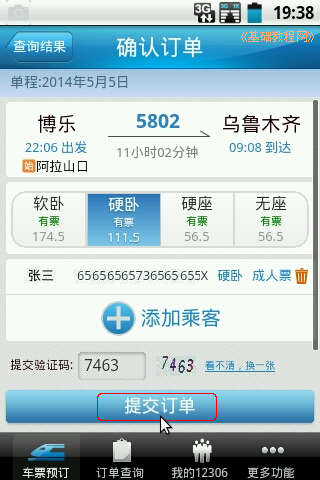 3G
3G 1X
19:38
查询结果
确认订单
《基础教程网》
单程:2014年5月5日
博乐
5802
乌鲁木齐
22:06 出发
11小时02分钟
09:08 到达
始 阿拉山口
软卧
硬卧
硬座
无座
有票
有票
有票
有票
174.5
111.5
56.5
56.5
张三
65656565736565655X
硬卧
成人票
添加乘客
提交验证码:
7463
7463
看不清，换一张
提交订单
车票预订
订单查询
我的12306
更多功能